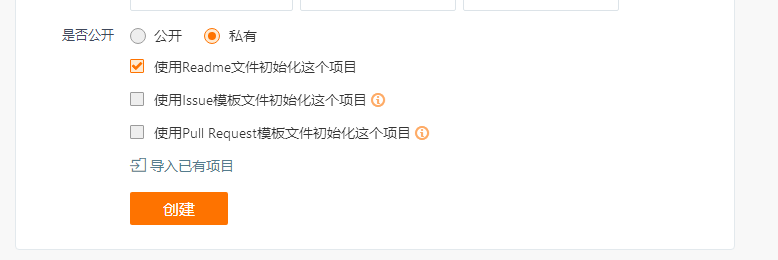 是否公开 公开 私有
使用Readme文件初始化这个项目
使用Issue模板文件初始化这个项目
使用Pull Request模板文件初始化这个项目
导入已有项目
创建